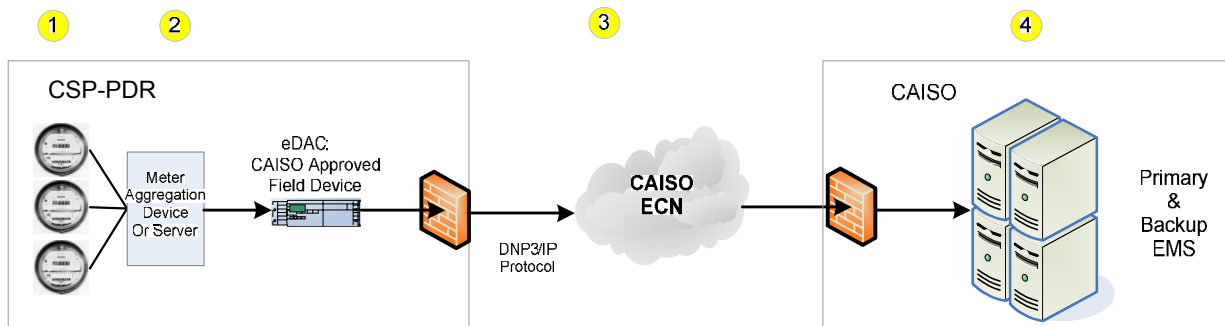 1
2
3
4
CSP-PDR
CAISO
eDAC:
CAISO Approved
Field Device
Meter
Aggregation
Device
Or Server
CAISO
ECN
DNP3/IP
Protocol
Primary
&
Backup
EMS